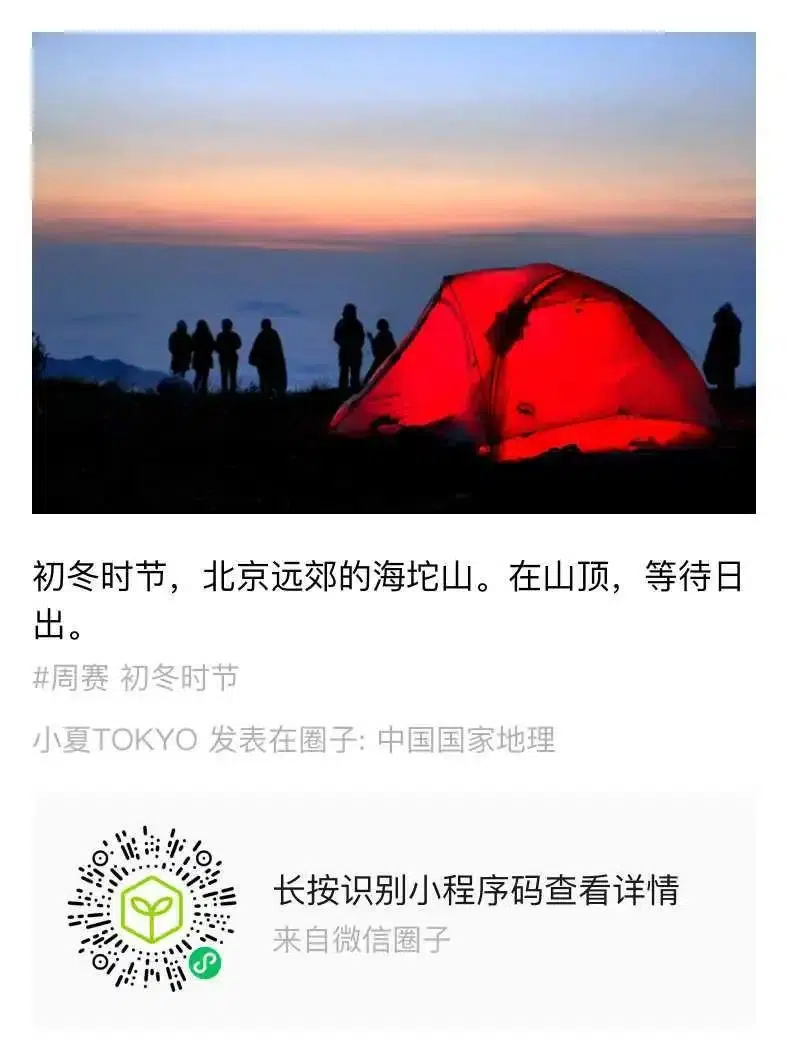 初冬时节，北京远郊的海坨山。在山顶，等待日
出。
#周赛 初冬时节
小夏TOKYO 发表在圈子: 中国国家地理
长按识别小程序码查看详情
来自微信圈子